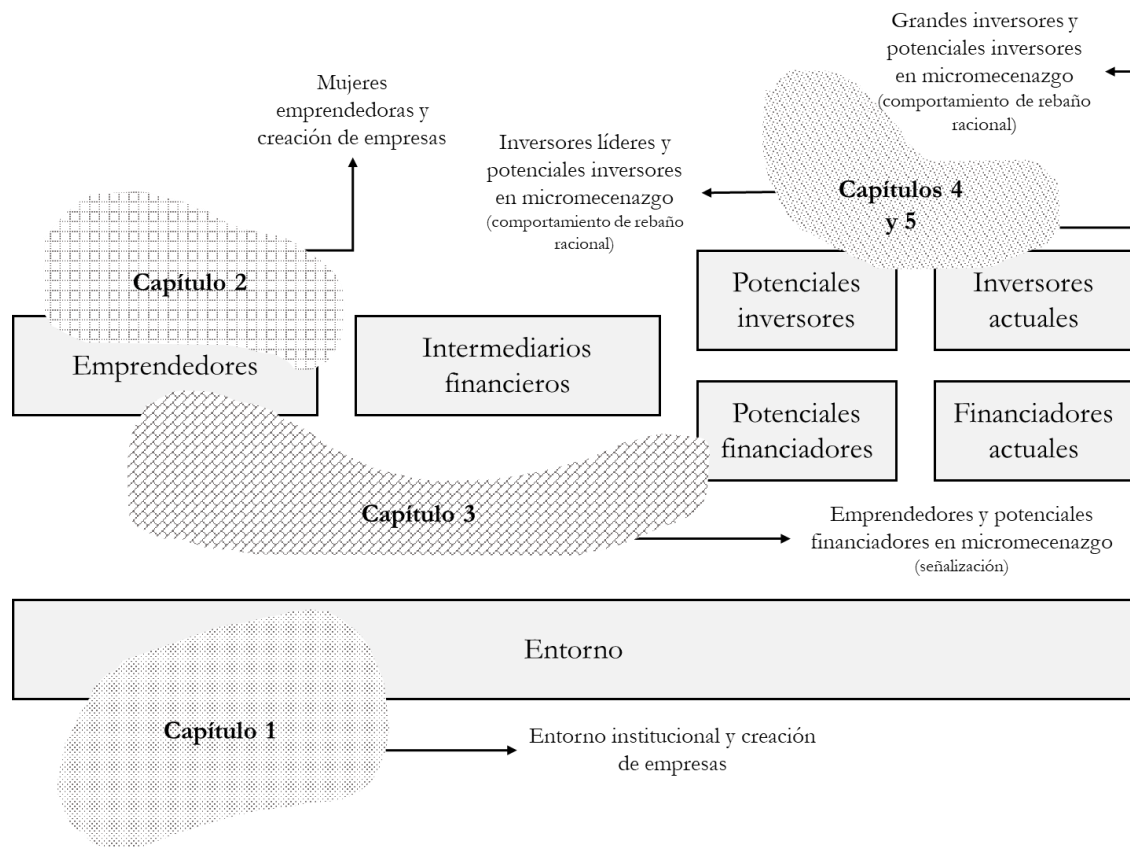 Grandes inversores y
potenciales inversores
en micromecenazgo
(comportamiento de rebaño
racional)
Mujeres
emprendedoras y
creación de empresas
Inversores líderes y
potenciales inversores
en micromecenazgo
(comportamiento de rebaño
racional)
Capítulos 4
y 5
Capítulo 2
Potenciales
inversores
Inversores
actuales
Emprendedores
Intermediarios
financieros
Potenciales
financiadores
Financiadores
actuales
Capítulo 3
Emprendedores y potenciales
financiadores en micromecenazgo
(señalización)
Entorno
Capítulo 1
Entorno institucional y creación
de empresas